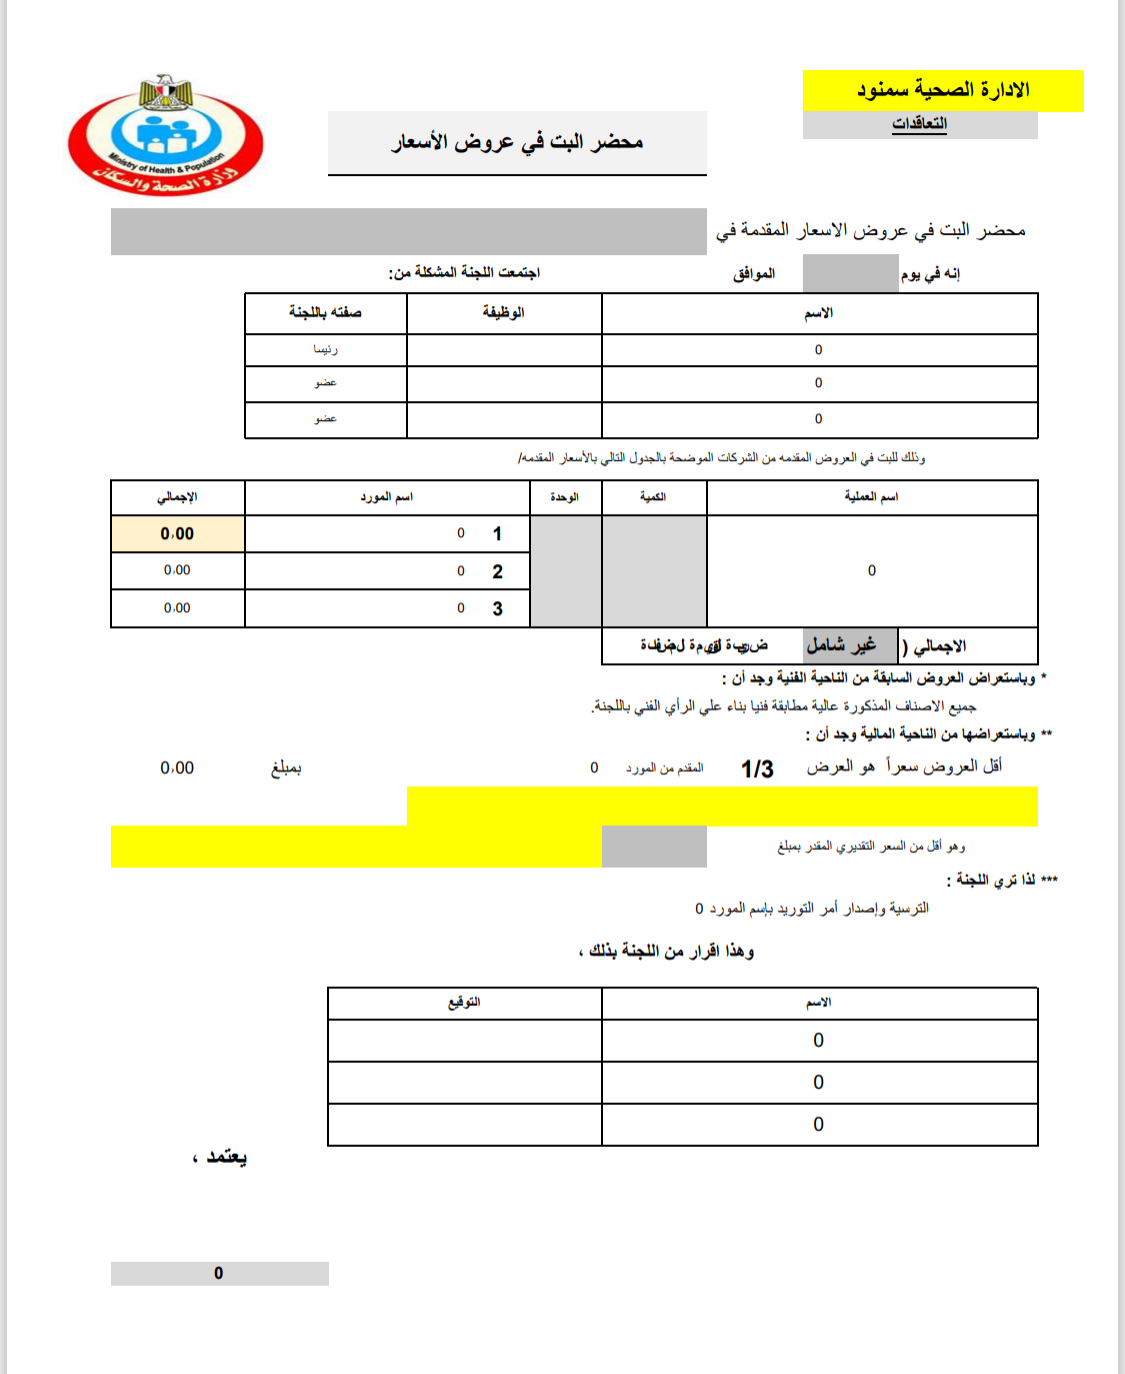 الادارة الصحية سمنود
التعاقدات
Ministry of Health & Population
وزارة الصحة والسكان
محضر البت في عروض الأسعار
محضر البت في عروض الاسعار المقدمة في
إنه في يوم الموافق اجتمعت اللجنة المشكلة من:
الاسم الوظيفة صفته باللجنة
0 رئيسا
0 عضو
0 عضو
وذلك للبت في العروض المقدمه من الشركات الموضحة بالجدول التالي بالأسعار المقدمه/
اسم العملية الكمية الوحدة اسم المورد الإجمالي
1 0 0,00
0 2 0 0,00
3 0 0,00
الاجمالي ( غير شامل
* وباستعراض العروض السابقة من الناحية الفنية وجد أن :
جميع الاصناف المذكورة عالية مطابقة فنيا بناء علي الرأي الفني باللجنة.
** وباستعراضها من الناحية المالية وجد أن :
أقل العروض سعراً هو العرض 1/3 المقدم من المورد 0 بمبلغ 0,00
وهو أقل من السعر التقديري المقدر بمبلغ
*** لذا تري اللجنة :
الترسية وإصدار أمر التوريد بإسم المورد 0
وهذا اقرار من اللجنة بذلك ،
الاسم التوقيع
0
0
0
يعتمد ،
0